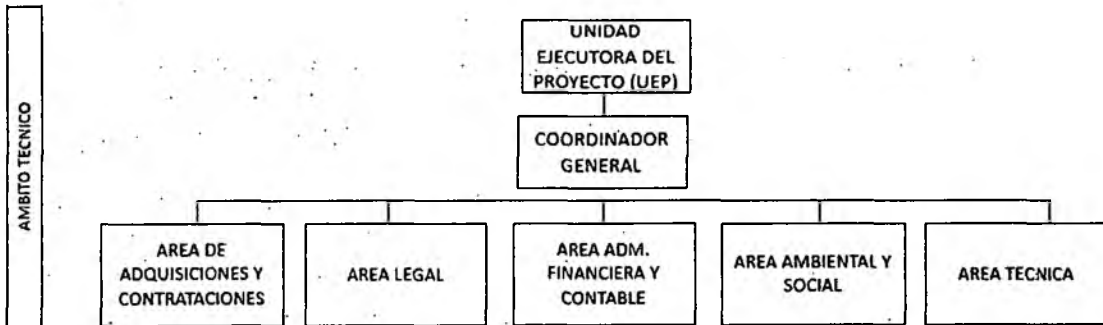 AMBITO TECNICO
UNIDAD
EJECUTORA DEL
PROYECTO (UEP)
COORDINADOR
GENERAL
AREA DE
ADQUISICIONES Y
CONTRATACIONES
AREA LEGAL
AREA ADM.
FINANCIERA Y
CONTABLE
AREA AMBIENTAL Y
SOCIAL
AREA TECNICA